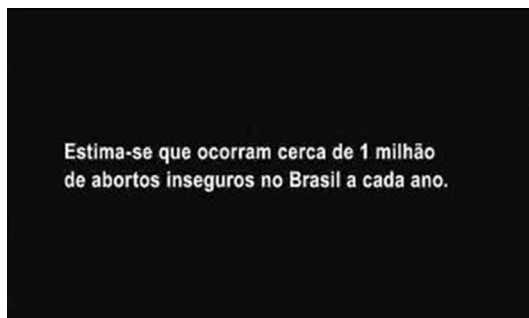 Estima-se que ocorram cerca de 1 milhão
de abortos inseguros no Brasil a cada ano.